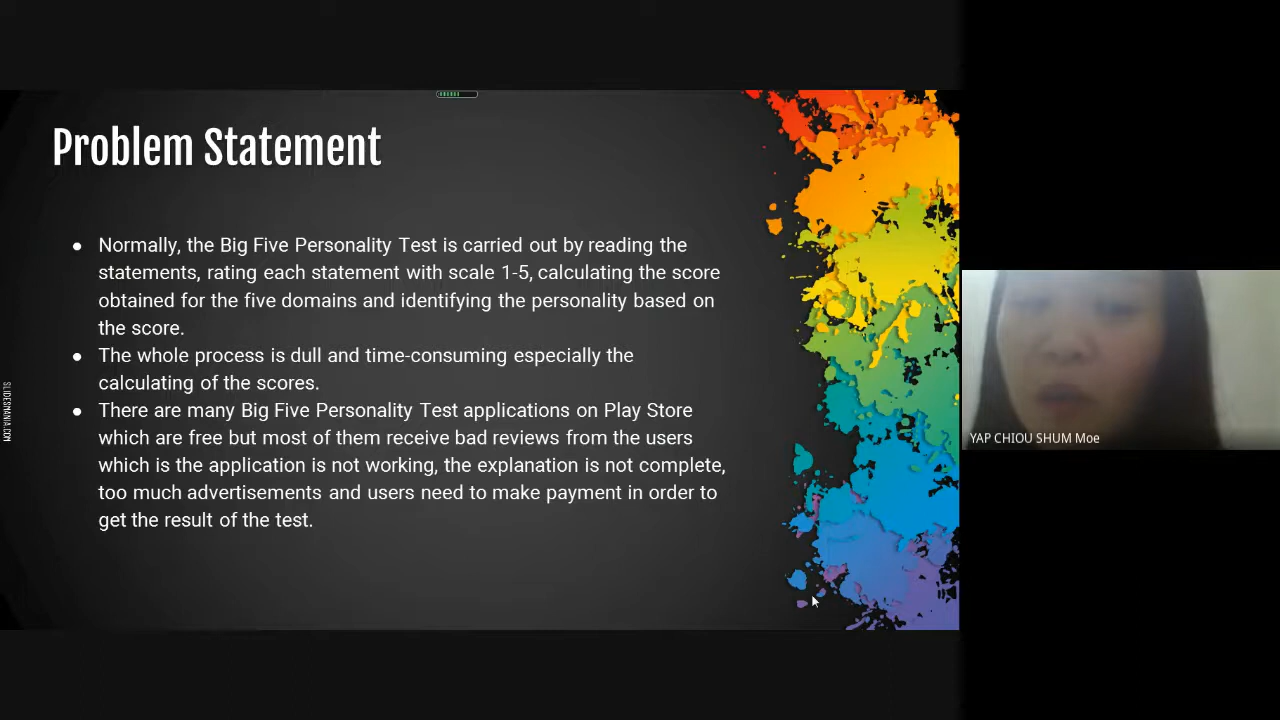 Problem Statement
● Normally, the Big Five Personality Test is carried out by reading the
statements, rating each statement with scale 1-5, calculating the score
obtained for the five domains and identifying the personality based on
the score.
● The whole process is dull and time-consuming especially the
calculating of the scores.
● There are many Big Five Personality Test applications on Play Store
which are free but most of them receive bad reviews from the users
which is the application is not working, the explanation is not complete,
too much advertisements and users need to make payment in order to
get the result of the test.
SLIDESMANIA.COM
YAP CHIOU SHUM Moe